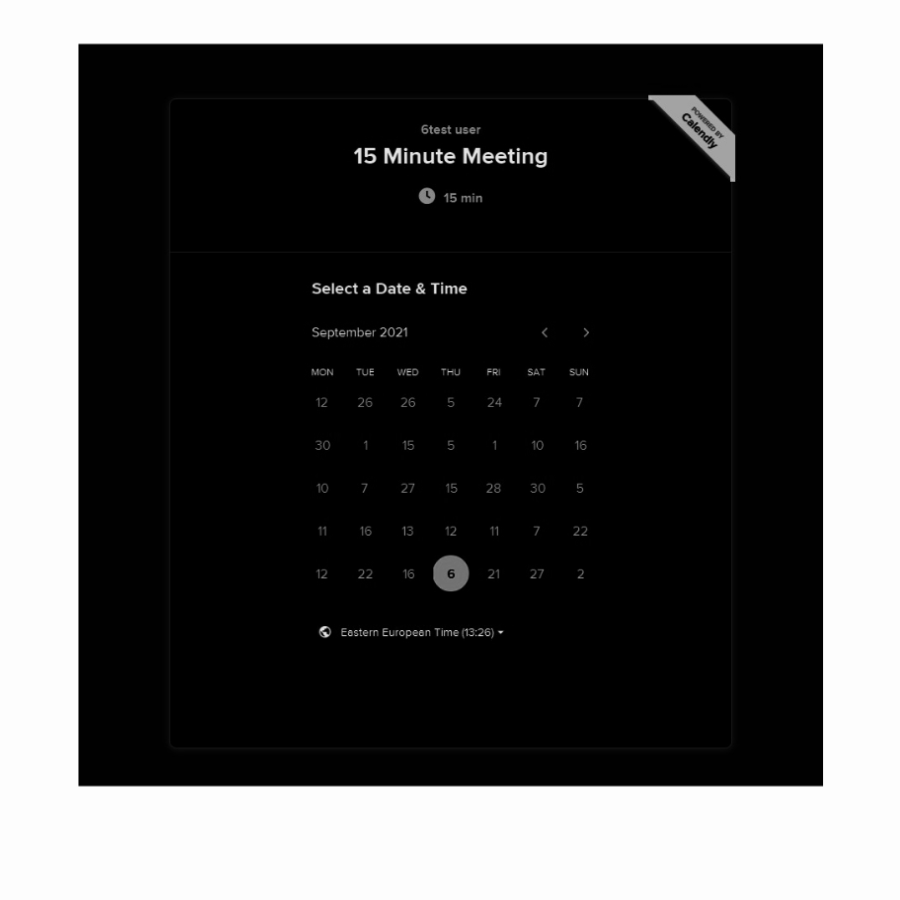 6test user
15 Minute Meeting
15 min
POWERED BY
Calendly
Select a Date & Time
September 2021
MON TUE WED THU FRI SAT SUN
12 26 26 5 24 7 7
30 1 15 5 1 10 16
10 7 27 15 28 30 5
11 16 13 12 11 7 22
12 22 16 6 21 27 2
Eastern European Time (13:26)